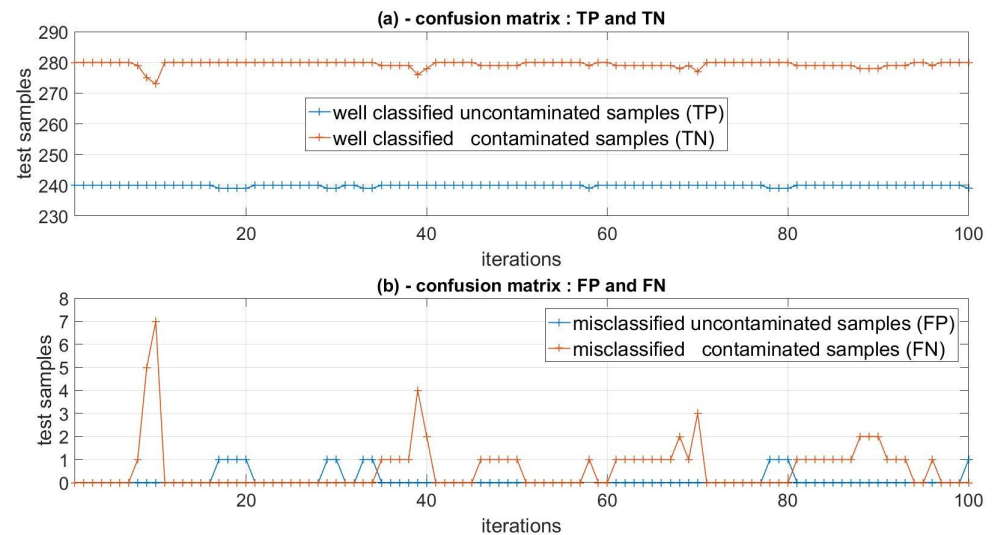 (a) - confusion matrix : TP and TN
290
280
270
260
250
240
230
test samples
well classified uncontaminated samples (TP)
well classified contaminated samples (TN)
20 40 60 80 100
iterations
(b) - confusion matrix : FP and FN
8
7
6
5
4
3
2
1
0
test samples
misclassified uncontaminated samples (FP)
misclassified contaminated samples (FN)
20 40 60 80 100
iterations